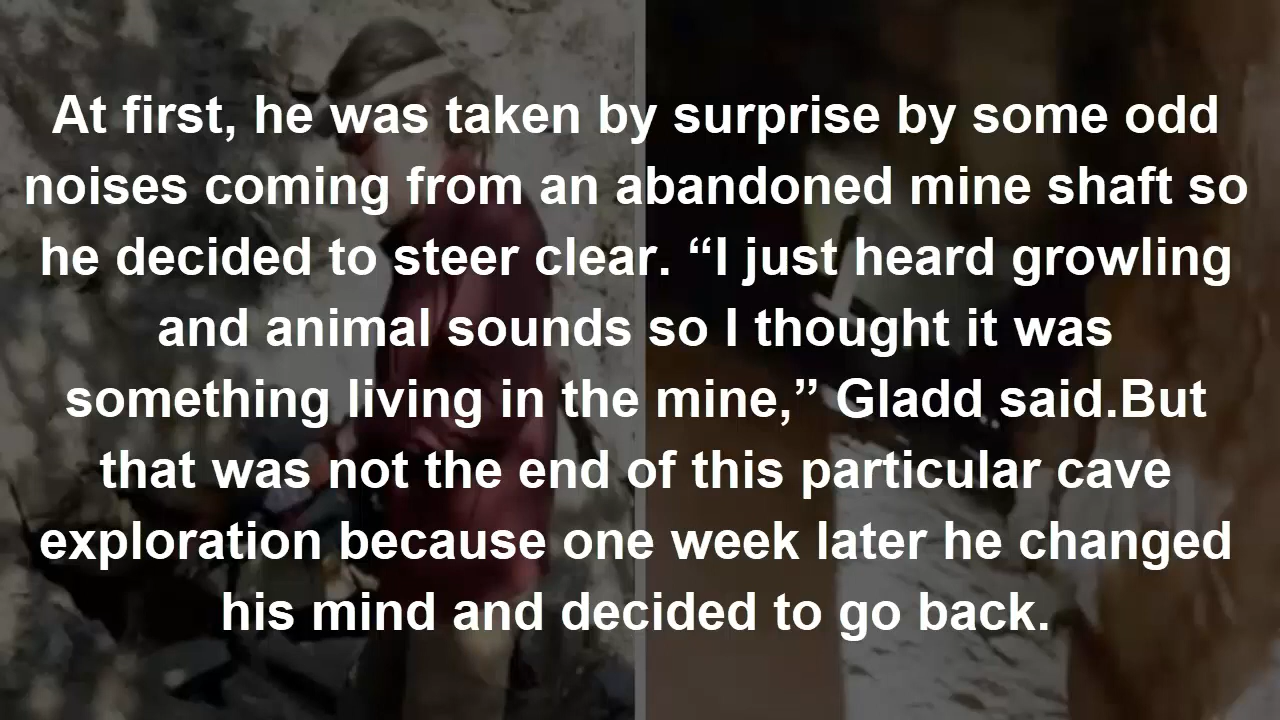 At first, he was taken by surprise by some odd
noises coming from an abandoned mine shaft so
he decided to steer clear. “I just heard growling
and animal sounds so I thought it was
something living in the mine,” Gladd said.But
that was not the end of this particular cave
exploration because one week later he changed
his mind and decided to go back.